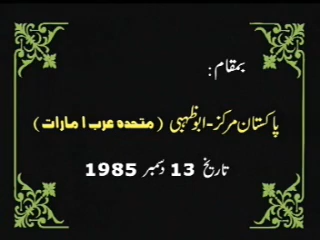 بمقام :
پاکستان مرکز - ابوظہبی ( متحدہ عرب امارات )
تاریخ 13 دسمبر 1985